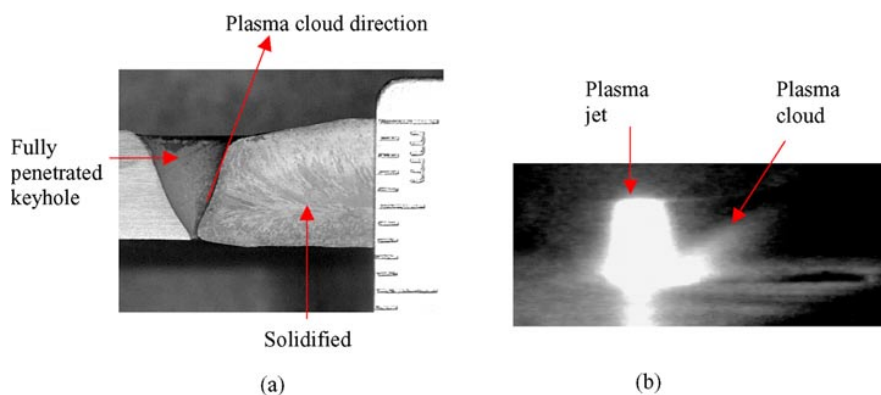 Plasma cloud direction
Fully
penetrated
keyhole
Solidified
(a)
Plasma
jet
Plasma
cloud
(b)